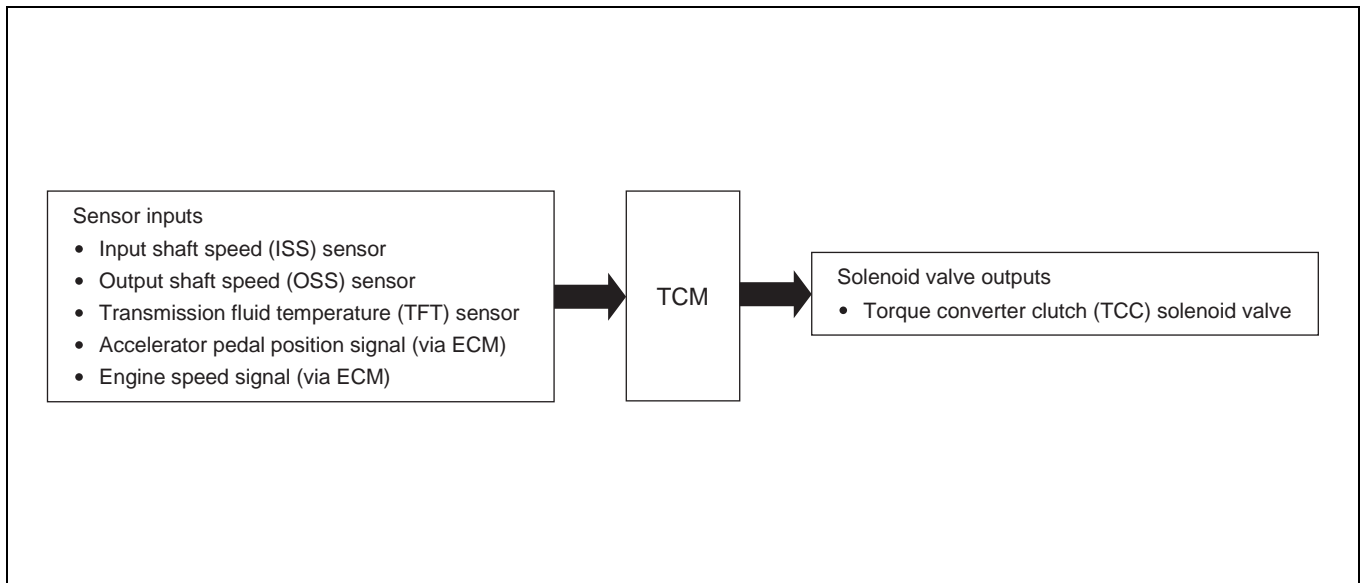 Sensor inputs
• Input shaft speed (ISS) sensor
• Output shaft speed (OSS) sensor
• Transmission fluid temperature (TFT) sensor
• Accelerator pedal position signal (via ECM)
• Engine speed signal (via ECM)
TCM
Solenoid valve outputs
• Torque converter clutch (TCC) solenoid valve